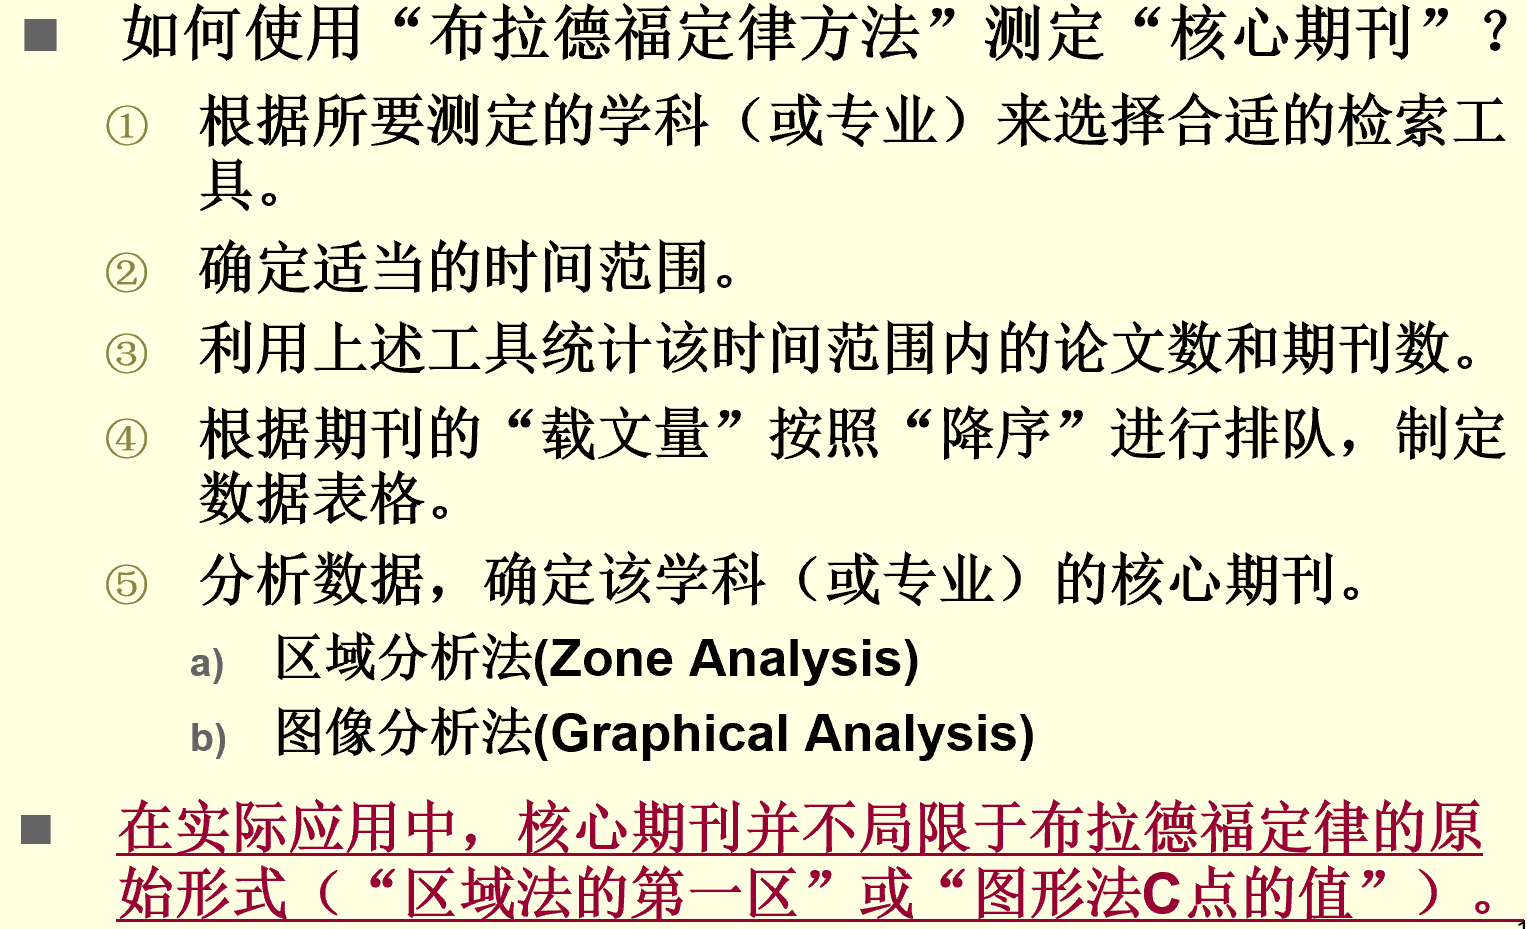 ■ 如何使用“布拉德福定律方法”测定“核心期刊”？
① 根据所要测定的学科（或专业）来选择合适的检索工
具。
② 确定适当的时间范围。
③ 利用上述工具统计该时间范围内的论文数和期刊数。
④ 根据期刊的“载文量”按照“降序”进行排队，制定
数据表格。
⑤ 分析数据，确定该学科（或专业）的核心期刊。
a) 区域分析法(Zone Analysis)
b) 图像分析法(Graphical Analysis)
■ 在实际应用中，核心期刊并不局限于布拉德福定律的原
始形式（“区域法的第一区”或“图形法C点的值”）。